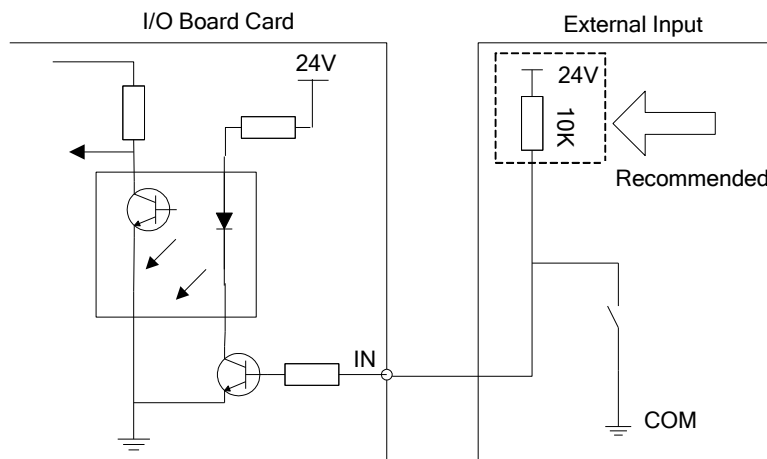 I/O Board Card
External Input
24V
24V
10K
Recommended
IN
COM